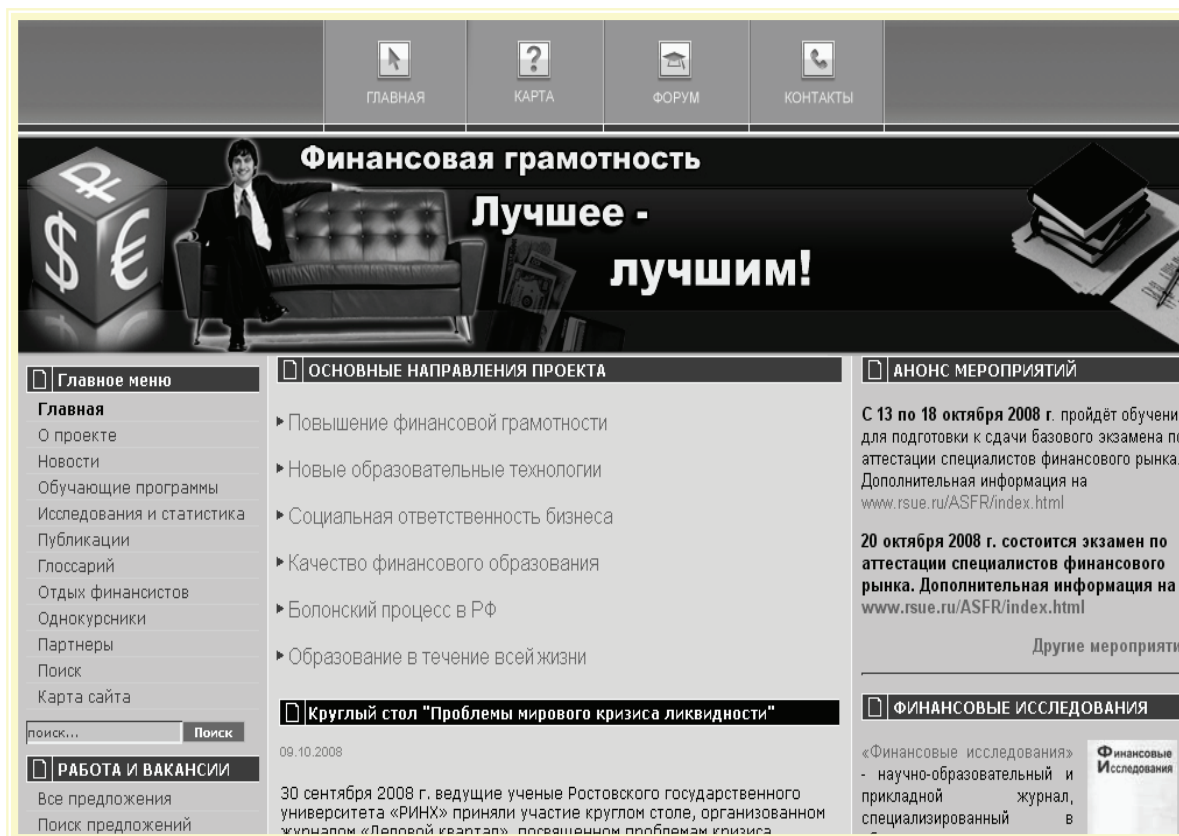 ГЛАВНАЯ
КАРТА
ФОРУМ
КОНТАКТЫ
Финансовая грамотность
Лучшее -
лучшим!
Главное меню
Главная
О проекте
Новости
Обучающие программы
Исследования и статистика
Публикации
Глоссарий
Отдых финансистов
Однокурсники
Партнеры
Поиск
Карта сайта
поиск... Поиск
РАБОТА И ВАКАНСИИ
Все предложения
Поиск предложений
ОСНОВНЫЕ НАПРАВЛЕНИЯ ПРОЕКТА
Повышение финансовой грамотности
Новые образовательные технологии
Социальная ответственность бизнеса
Качество финансового образования
Болонский процесс в РФ
Образование в течение всей жизни
Круглый стол "Проблемы мирового кризиса ликвидности"
09.10.2008
30 сентября 2008 г. ведущие ученые Ростовского государственного
университета «РИНХ» приняли участие круглом столе, организованном
журналом «Деловой квартал», посвященном проблемам кризиса
АНОНС МЕРОПРИЯТИЙ
С 13 по 18 октября 2008 г. пройдёт обучени
для подготовки к сдачи базового экзамена по
аттестации специалистов финансового рынка.
Дополнительная информация на
www.rsue.ru/ASFR/index.html
20 октября 2008 г. состоится экзамен по
аттестации специалистов финансового
рынка. Дополнительная информация на
www.rsue.ru/ASFR/index.html
Другие мероприяти
ФИНАНСОВЫЕ ИССЛЕДОВАНИЯ
«Финансовые исследования»
- научно-образовательный и
прикладной журнал,
специализированный в
Финансовые
Исследования